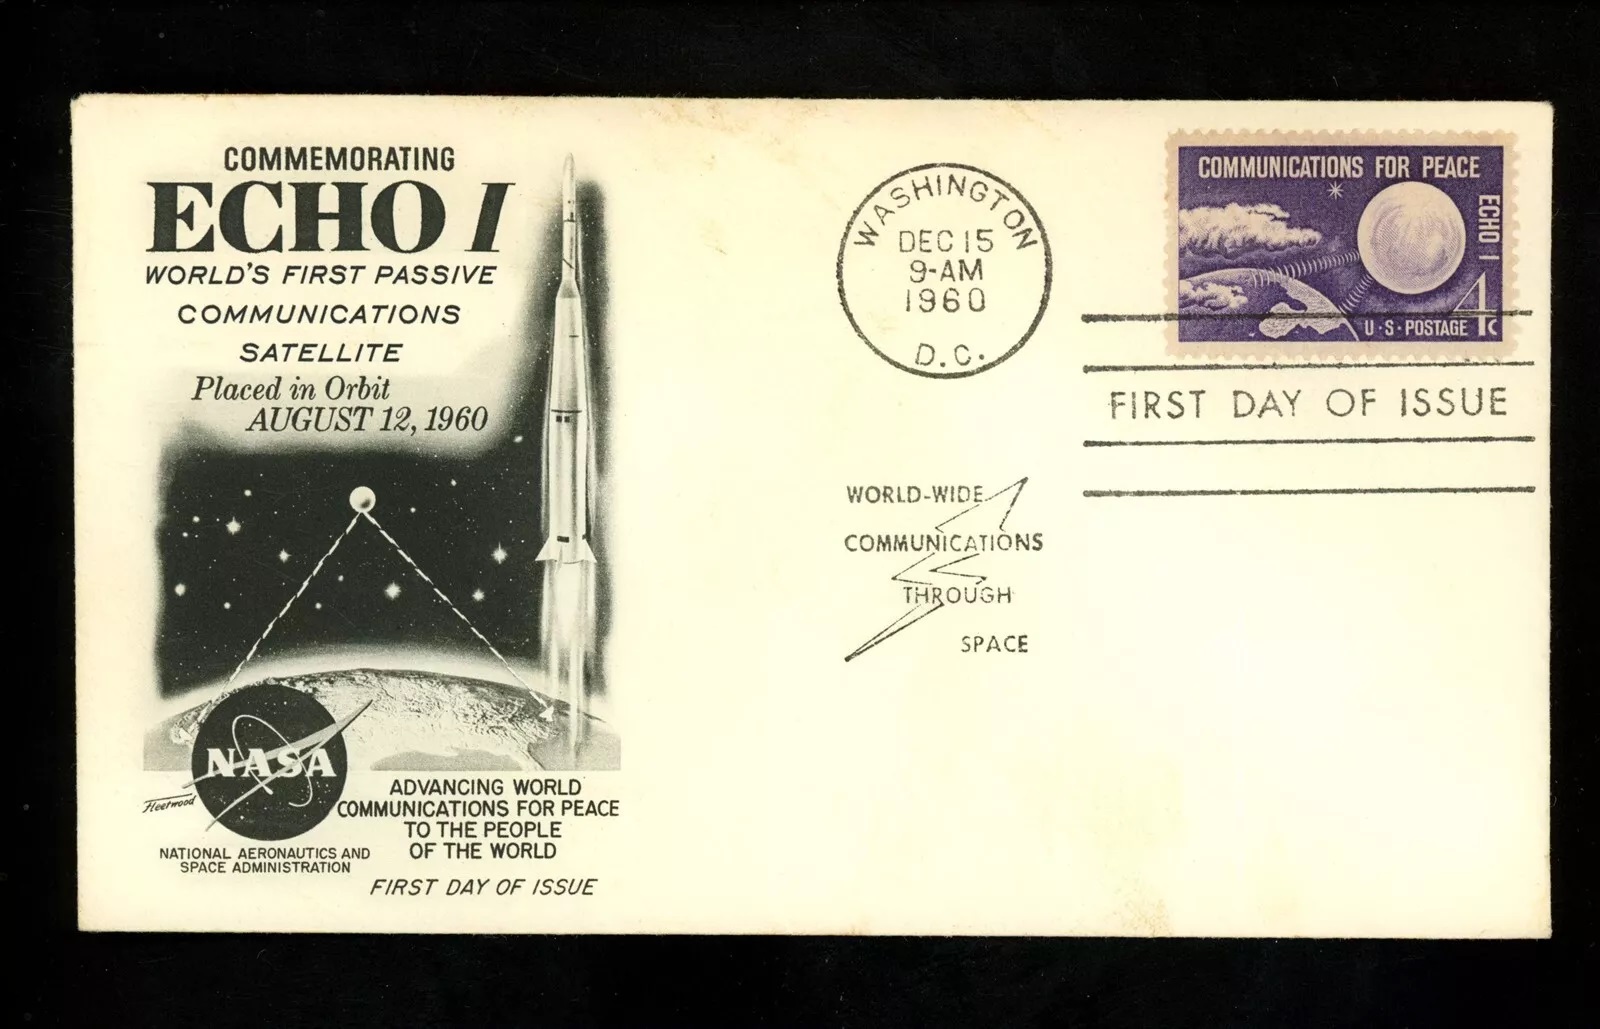 COMMEMORATING
ECHO I
WORLD'S FIRST PASSIVE
COMMUNICATIONS
SATELLITE
Placed in Orbit
AUGUST 12, 1960
NASA
Fleetwood
NATIONAL AERONAUTICS AND
SPACE ADMINISTRATION
ADVANCING WORLD
COMMUNICATIONS FOR PEACE
TO THE PEOPLE
OF THE WORLD
FIRST DAY OF ISSUE
WASHINGTON
DEC 15
9-AM
1960
D.C.
WORLD-WIDE
COMMUNICATIONS
THROUGH
SPACE
COMMUNICATIONS FOR PEACE
ECHO I
4c
U·S·POSTAGE
FIRST DAY OF ISSUE